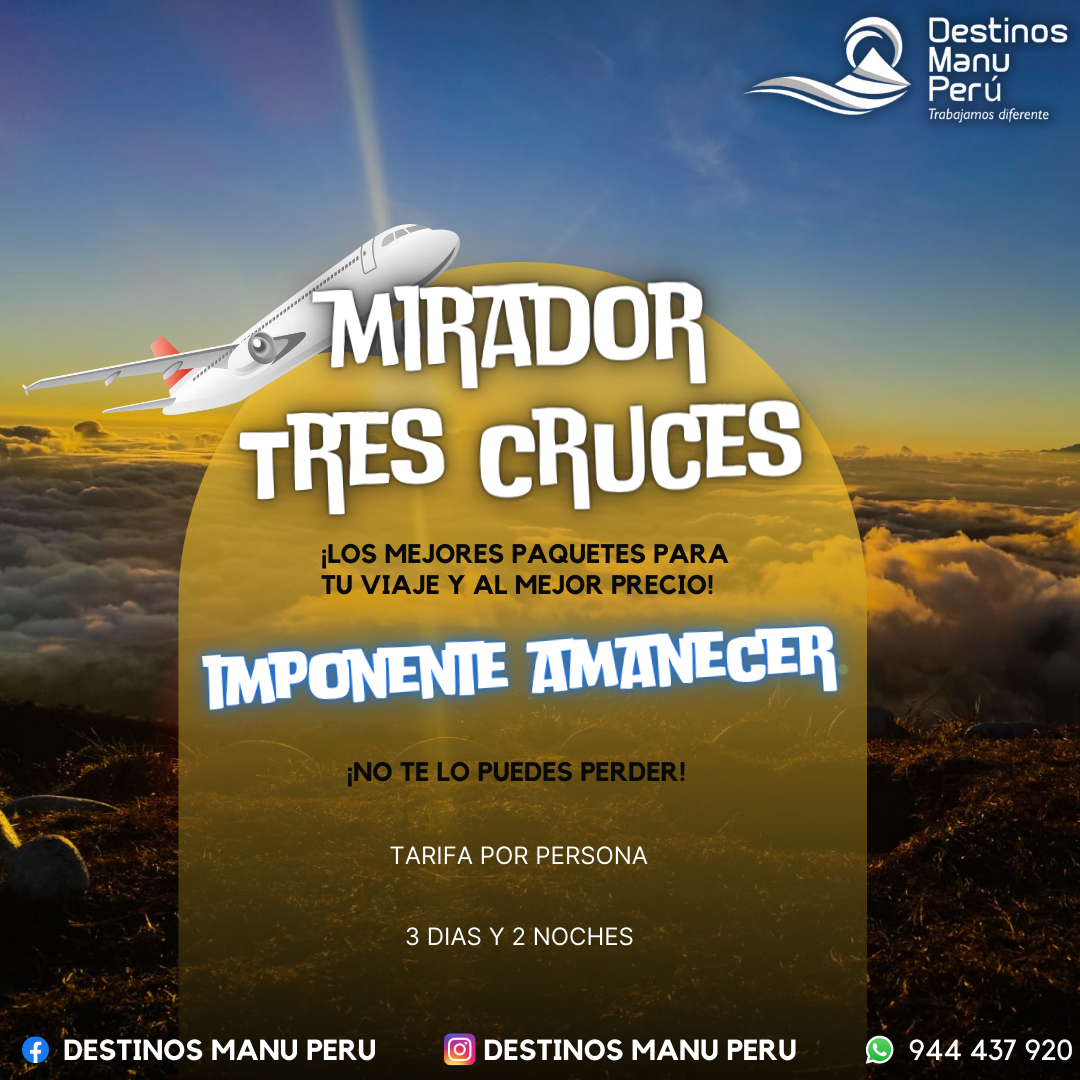 Destinos
Manu
Perú
Trabajamos diferente
MIRADOR
TRES CRUCES
¡LOS MEJORES PAQUETES PARA
TU VIAJE Y AL MEJOR PRECIO!
IMPONENTE AMANECER
¡NO TE LO PUEDES PERDER!
TARIFA POR PERSONA
3 DIAS Y 2 NOCHES
DESTINOS MANU PERU
DESTINOS MANU PERU
944 437 920